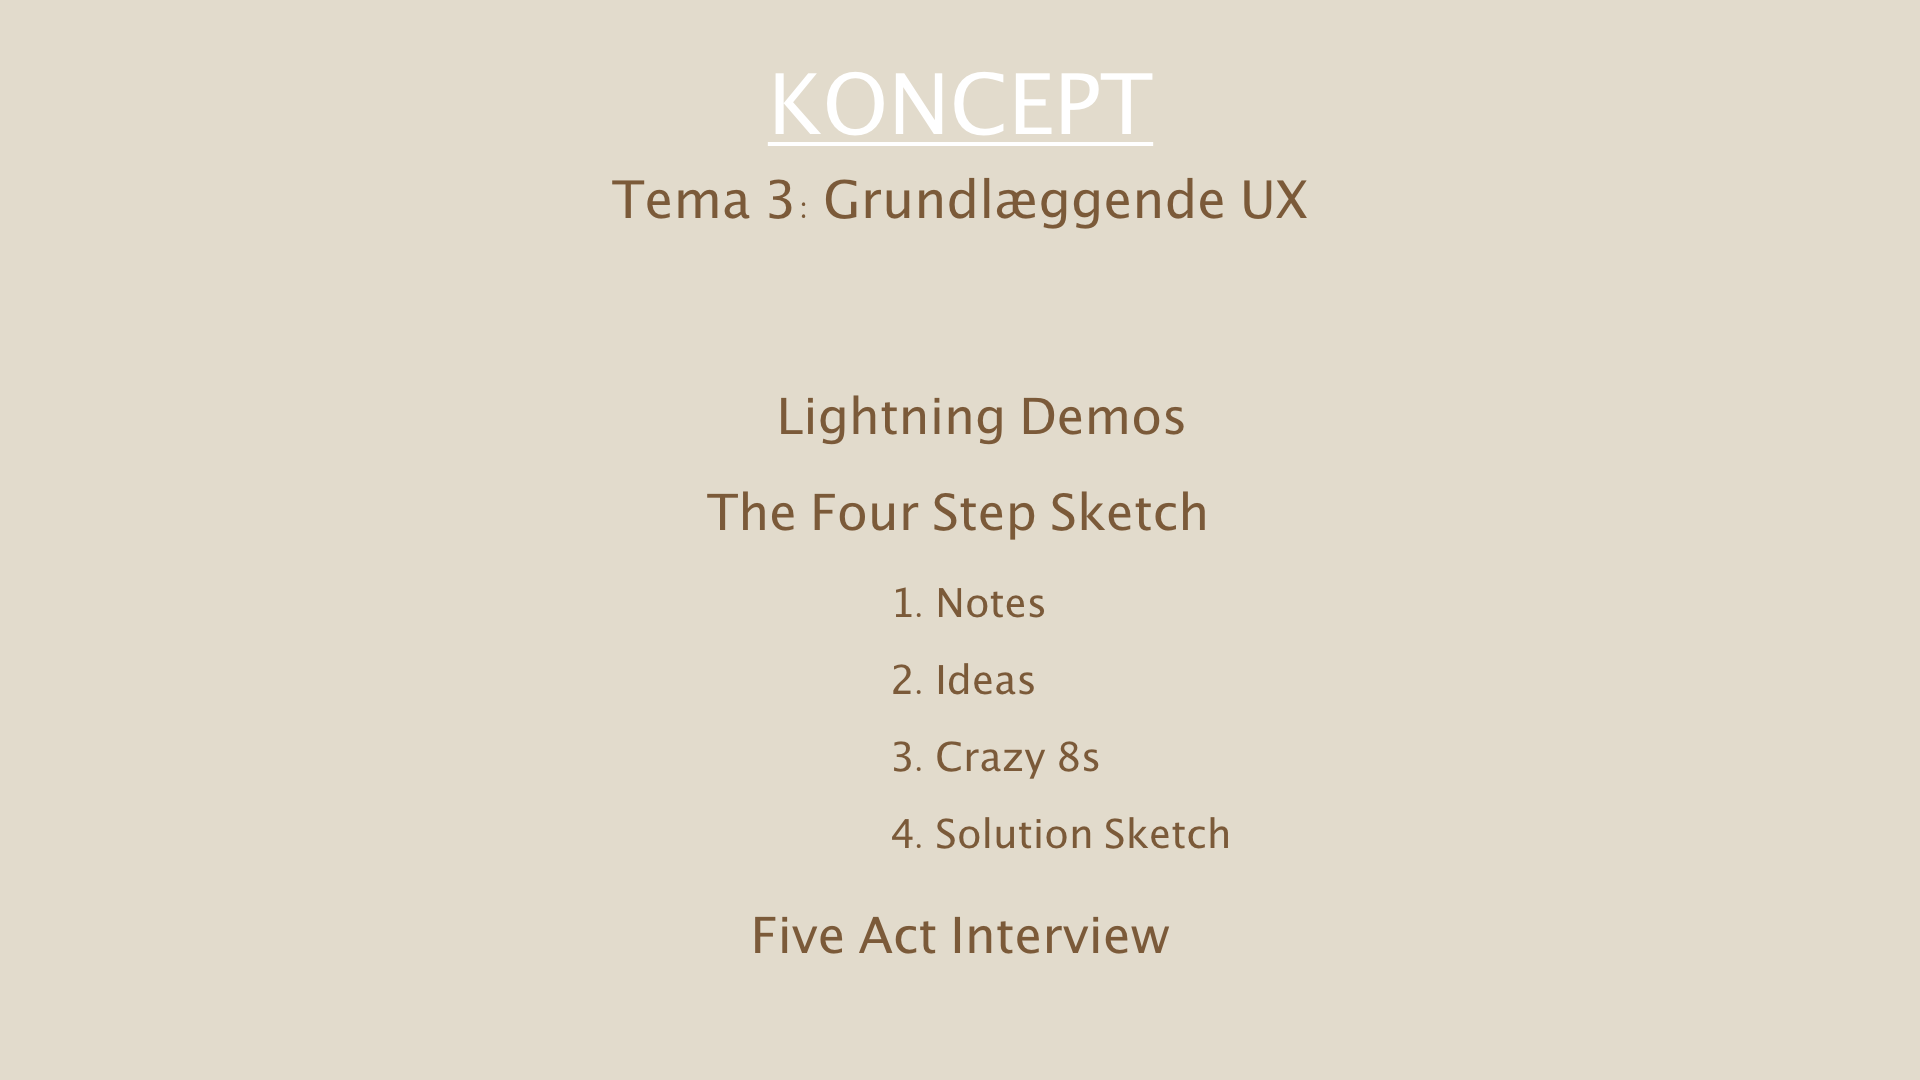 KONCEPT
Tema 3: Grundlæggende UX
Lightning Demos
The Four Step Sketch
1. Notes
2. Ideas
3. Crazy 8s
4. Solution Sketch
Five Act Interview